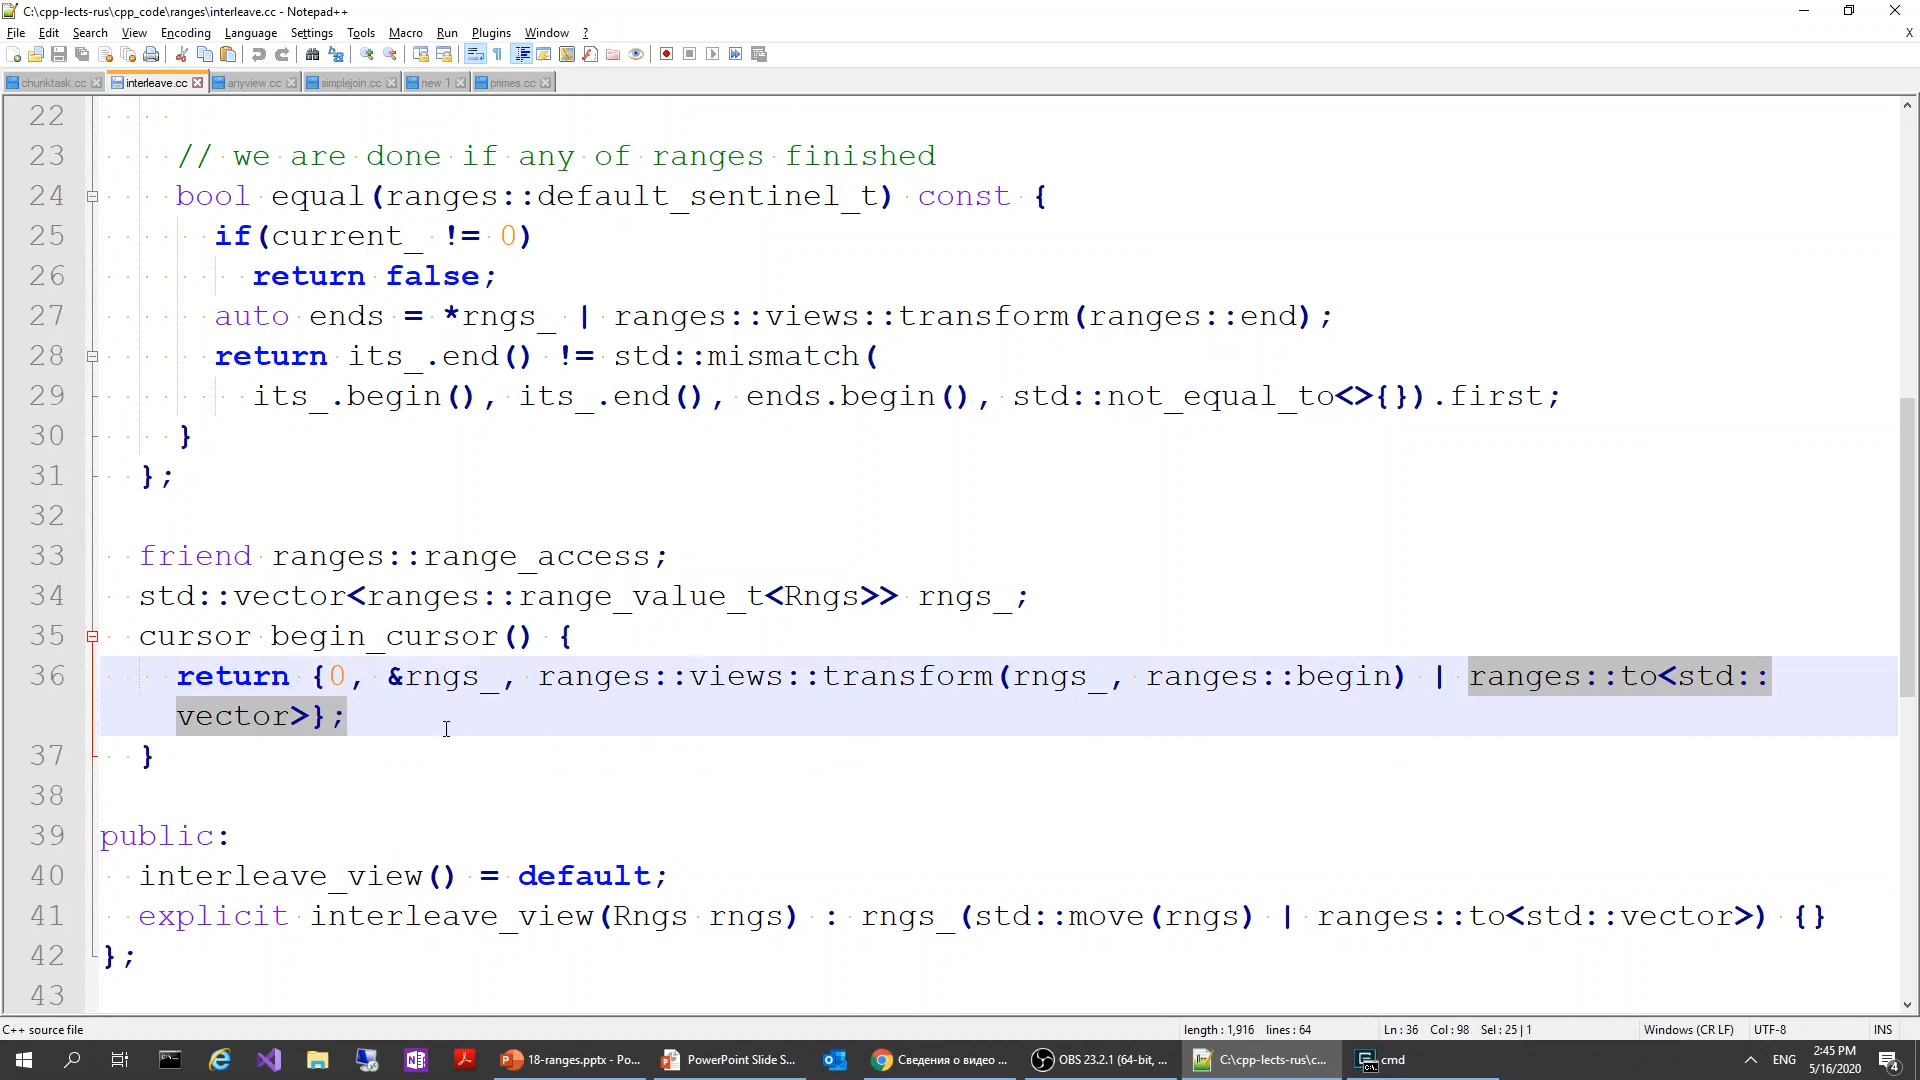 C:\cpp-lects-rus\cpp_code\ranges\interleave.cc - Notepad++
File Edit Search View Encoding Language Settings Tools Macro Run Plugins Window ? X
chunktask.cc interleave.cc anyview.cc simplejoin.cc new 1 primes.cc
22
23 // we are done if any of ranges finished
24 bool equal(ranges::default_sentinel_t) const {
25 if(current_ != 0)
26 return false;
27 auto ends = *rngs_ | ranges::views::transform(ranges::end);
28 return its_.end() != std::mismatch(
29 its_.begin(), its_.end(), ends.begin(), std::not_equal_to<>{}).first;
30 }
31 };
32
33 friend ranges::range_access;
34 std::vector<ranges::range_value_t<Rngs>> rngs_;
35 cursor begin_cursor() {
36 return {0, &rngs_, ranges::views::transform(rngs_, ranges::begin) | ranges::to<std::
vector>};
37 }
38
39 public:
40 interleave_view() = default;
41 explicit interleave_view(Rngs rngs) : rngs_(std::move(rngs) | ranges::to<std::vector>) {}
42 };
43
C++ source file length : 1,916 lines : 64 Ln : 36 Col : 98 Sel : 25 | 1 Windows (CR LF) UTF-8 INS
18-ranges.pptx - Po... PowerPoint Slide S... Сведения о видео ... OBS 23.2.1 (64-bit, ... C:\cpp-lects-rus\c... cmd ENG 2:45 PM
5/16/2020 4